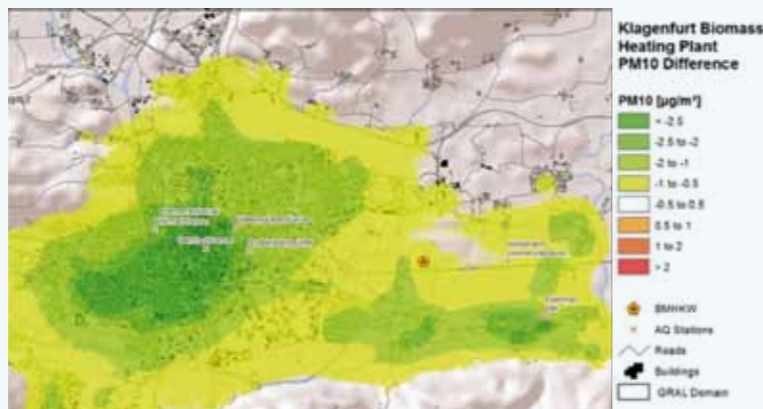 Klagenfurt Biomass
Heating Plant
PM10 Difference
PM10 [µg/m³]
< -2.5
-2.5 to -2
-2 to -1
-1 to -0.5
-0.5 to 0.5
0.5 to 1
1 to 2
> 2
BMHKW
AQ Stations
Roads
Buildings
GRAL Domain